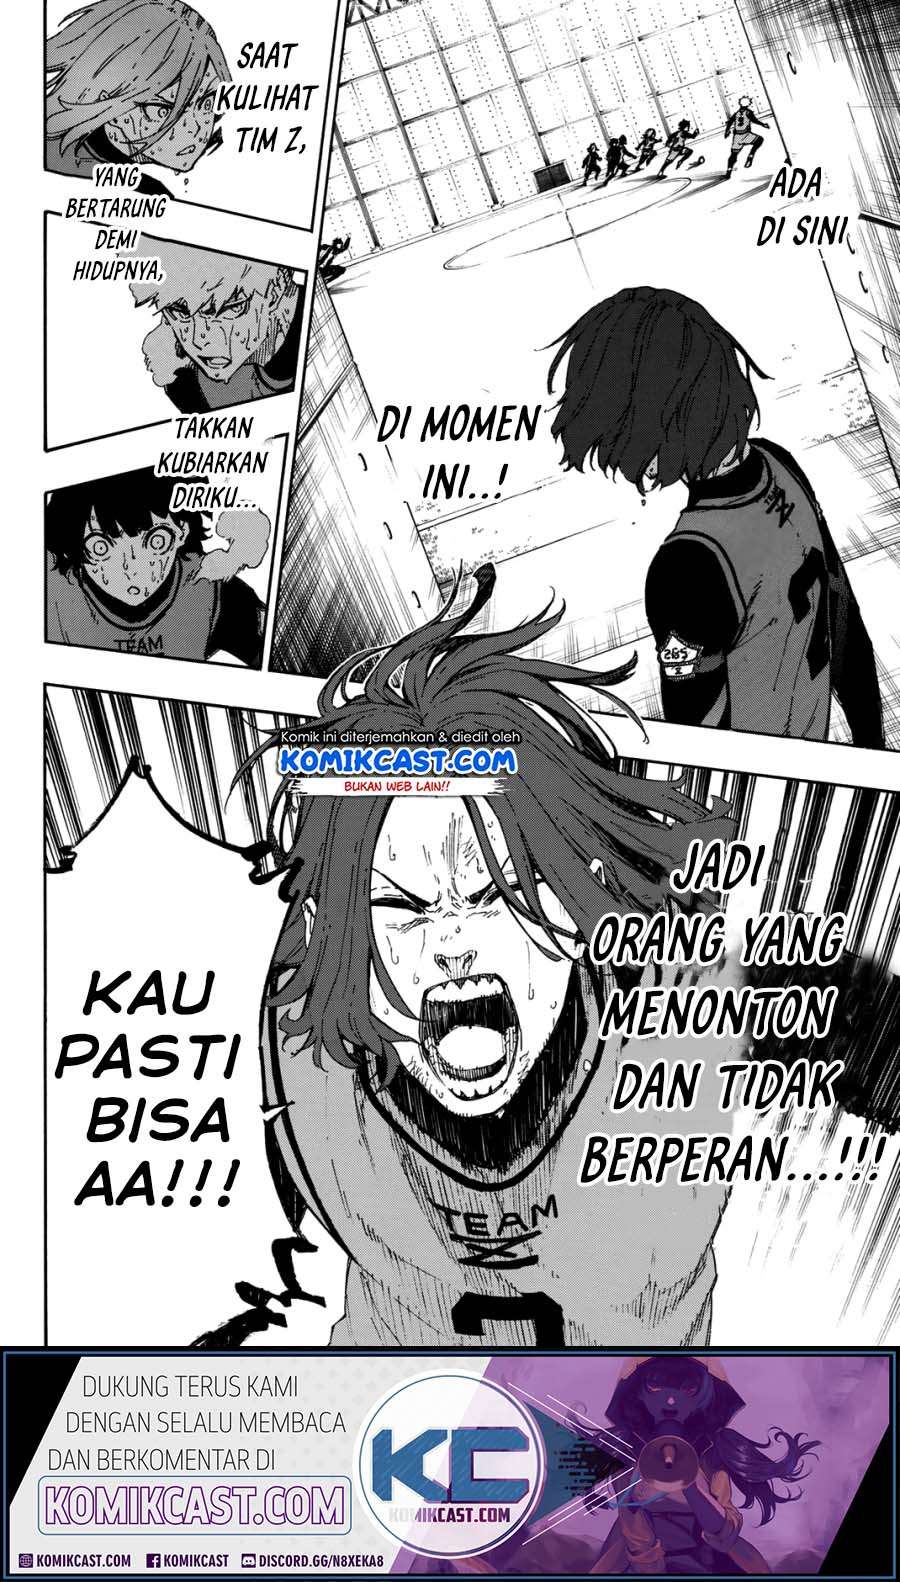 ADA
DI SINI
DI MOMEN
INI...!
SAAT
KULIHAT
TIM Z,
YANG
BERTARUNG
DEMI
HIDUPNYA,
TAKKAN
KUBIARKAN
DIRIKU...
TEAM
265
Z
Komik ini diterjemahkan & diedit oleh
KOMIKCAST.COM
BUKAN WEB LAIN!!
JADI
ORANG YANG
MENONTON
DAN TIDAK
BERPERAN...!!!
KAU
PASTI
BISA
AA!!!
TEAM
Z
DUKUNG TERUS KAMI
DENGAN SELALU MEMBACA
DAN BERKOMENTAR DI
KOMIKCAST.COM
KC
KOMIKCAST.COM
KOMIKCAST.COM
KOMIKCAST
DISCORD.GG/N8XEKA8